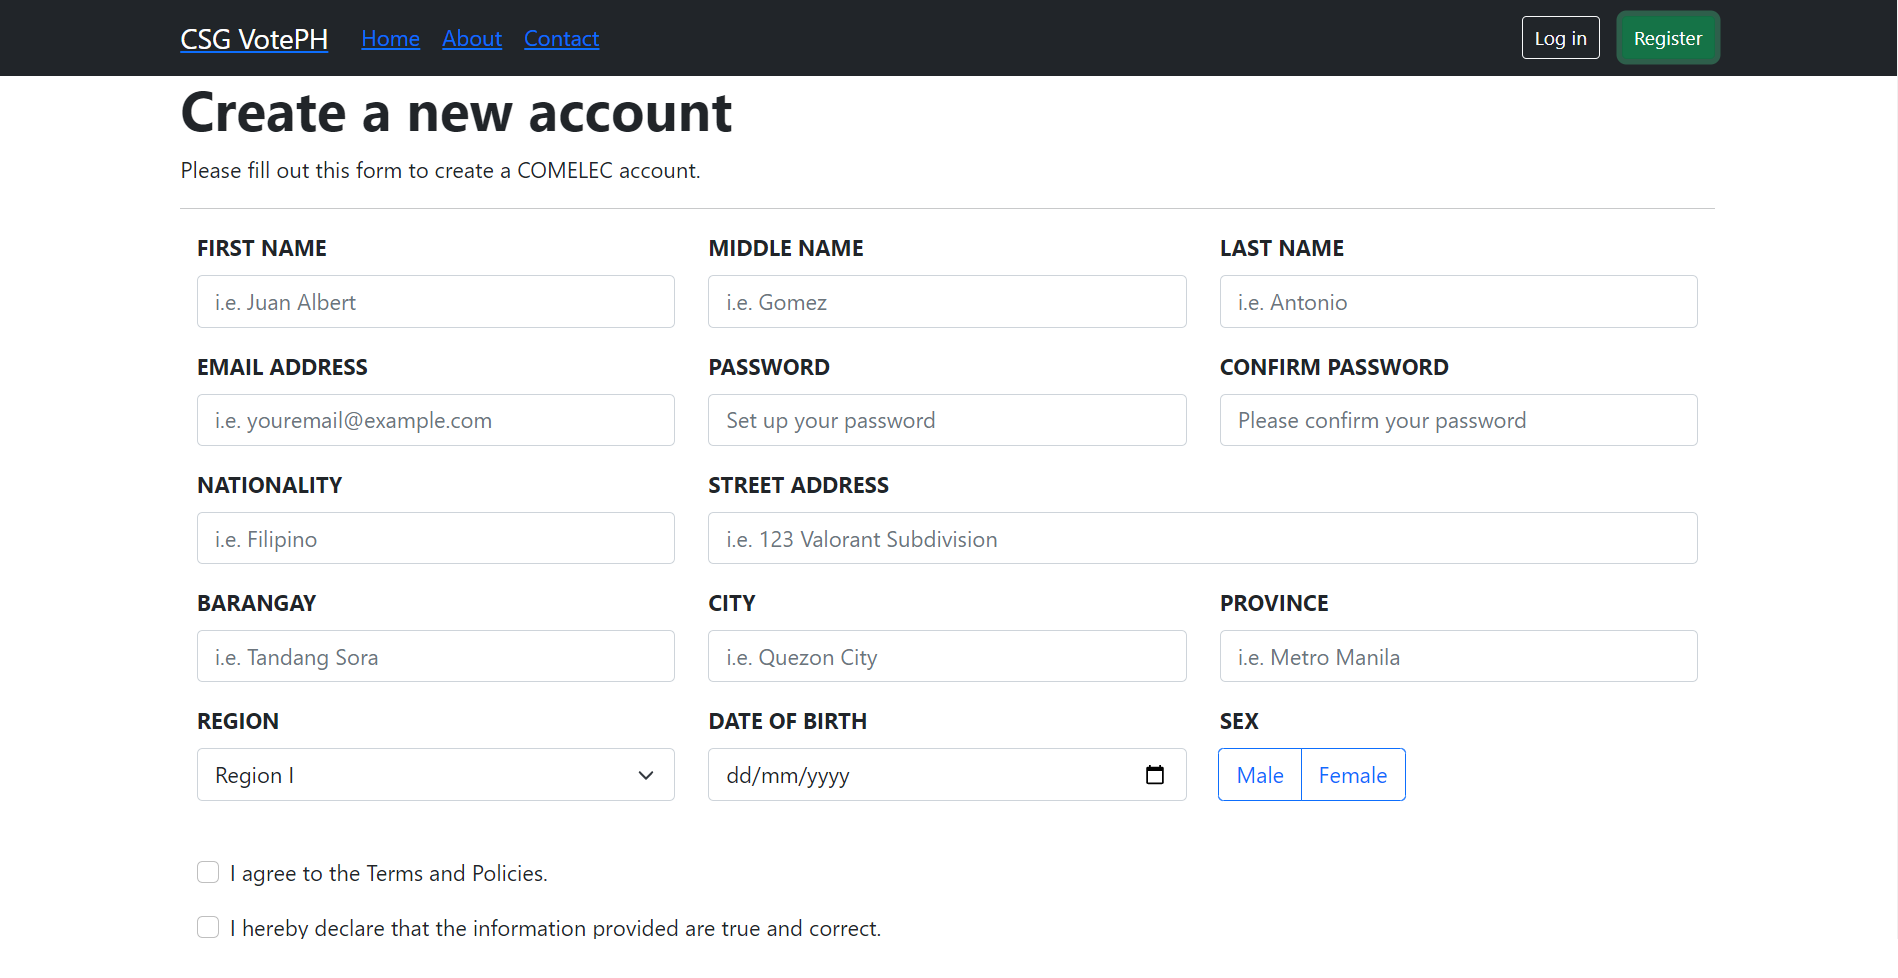 CSG VotePH Home About Contact Log in Register
Create a new account
Please fill out this form to create a COMELEC account.
FIRST NAME MIDDLE NAME LAST NAME
i.e. Juan Albert i.e. Gomez i.e. Antonio
EMAIL ADDRESS PASSWORD CONFIRM PASSWORD
i.e. youremail@example.com Set up your password Please confirm your password
NATIONALITY STREET ADDRESS
i.e. Filipino i.e. 123 Valorant Subdivision
BARANGAY CITY PROVINCE
i.e. Tandang Sora i.e. Quezon City i.e. Metro Manila
REGION DATE OF BIRTH SEX
Region I dd/mm/yyyy Male Female
I agree to the Terms and Policies.
I hereby declare that the information provided are true and correct.